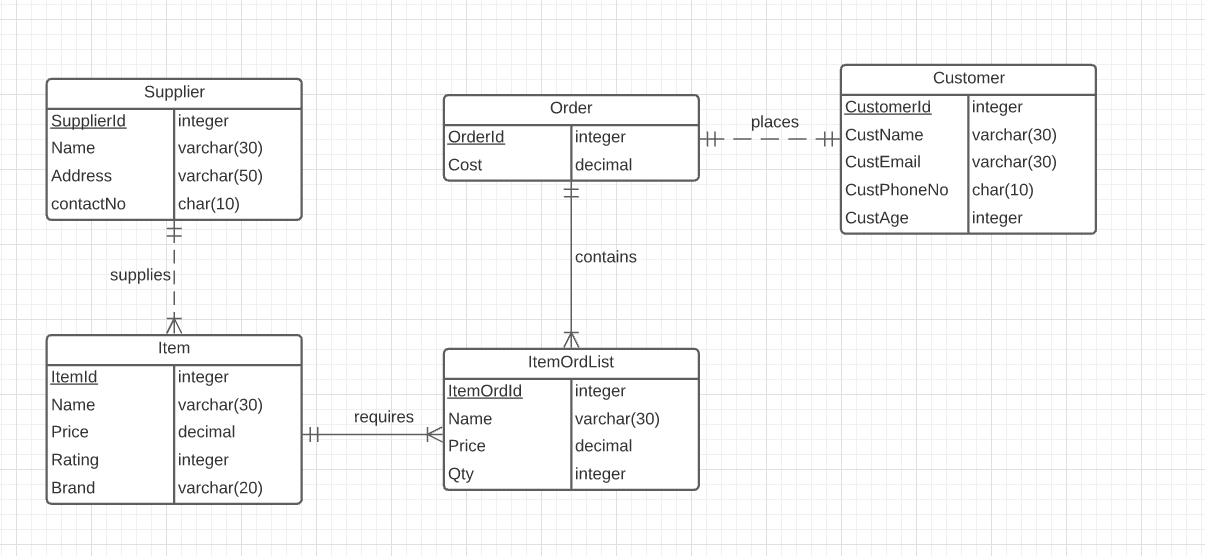 Supplier
SupplierId integer
Name varchar(30)
Address varchar(50)
contactNo char(10)
Order
OrderId integer
Cost decimal
places
Customer
CustomerId integer
CustName varchar(30)
CustEmail varchar(30)
CustPhoneNo char(10)
CustAge integer
supplies
contains
Item
ItemId integer
Name varchar(30)
Price decimal
Rating integer
Brand varchar(20)
requires
ItemOrdList
ItemOrdId integer
Name varchar(30)
Price decimal
Qty integer